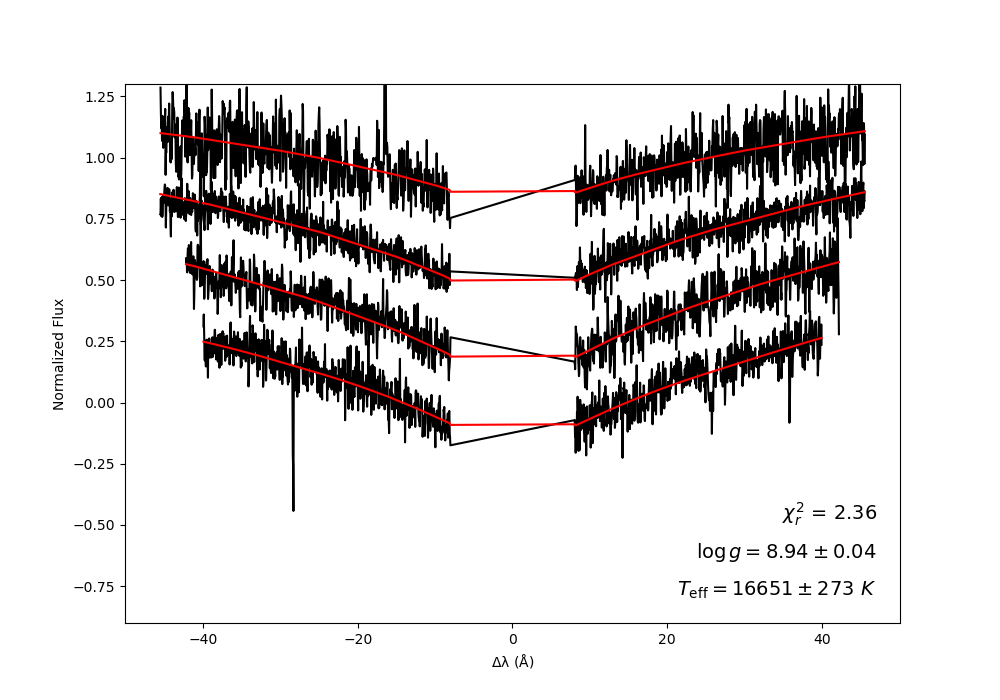 1.25
1.00
0.75
0.50
0.25
0.00
−0.25
−0.50
−0.75
Normalized Flux
χ²ᵣ = 2.36
log g = 8.94 ± 0.04
T_eff = 16651 ± 273 K
−40 −20 0 20 40
Δλ (Å)